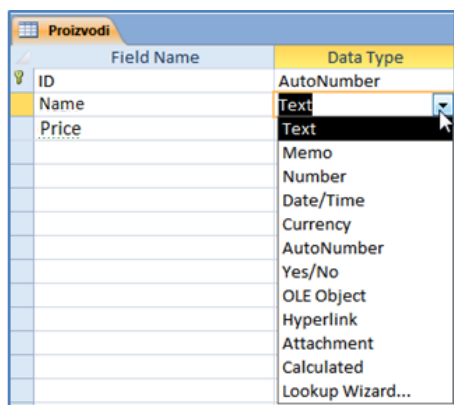 Proizvodi
Field Name Data Type
ID AutoNumber
Name Text
Price Text
Memo
Number
Date/Time
Currency
AutoNumber
Yes/No
OLE Object
Hyperlink
Attachment
Calculated
Lookup Wizard...